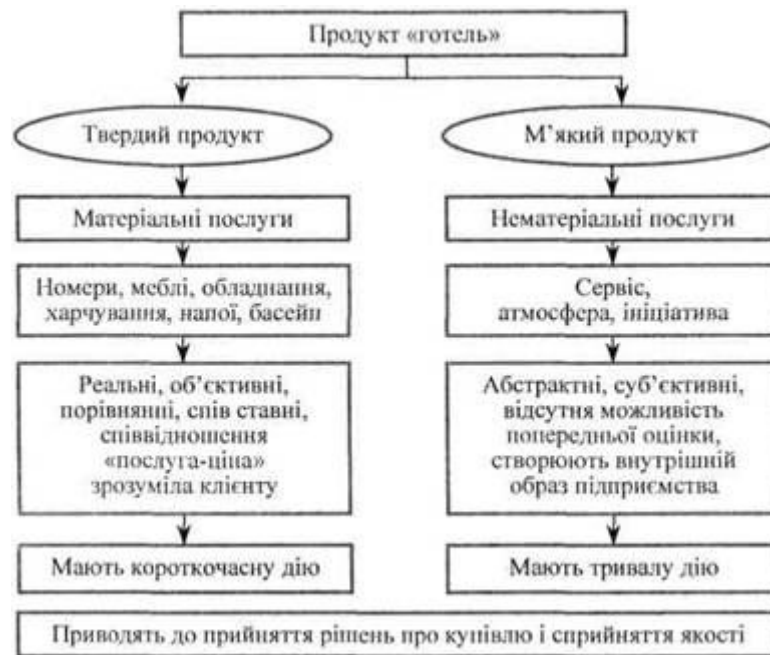 Продукт «готель»
Твердий продукт
М’який продукт
Матеріальні послуги
Нематеріальні послуги
Номери, меблі, обладнання,
харчування, напої, басейн
Сервіс,
атмосфера, ініціатива
Реальні, об’єктивні,
порівнянні, спів ставні,
співвідношення
«послуга-ціна»
зрозуміла клієнту
Абстрактні, суб’єктивні,
відсутня можливість
попередньої оцінки,
створюють внутрішній
образ підприємства
Мають короткочасну дію
Мають тривалу дію
Приводять до прийняття рішень про купівлю і сприйняття якості